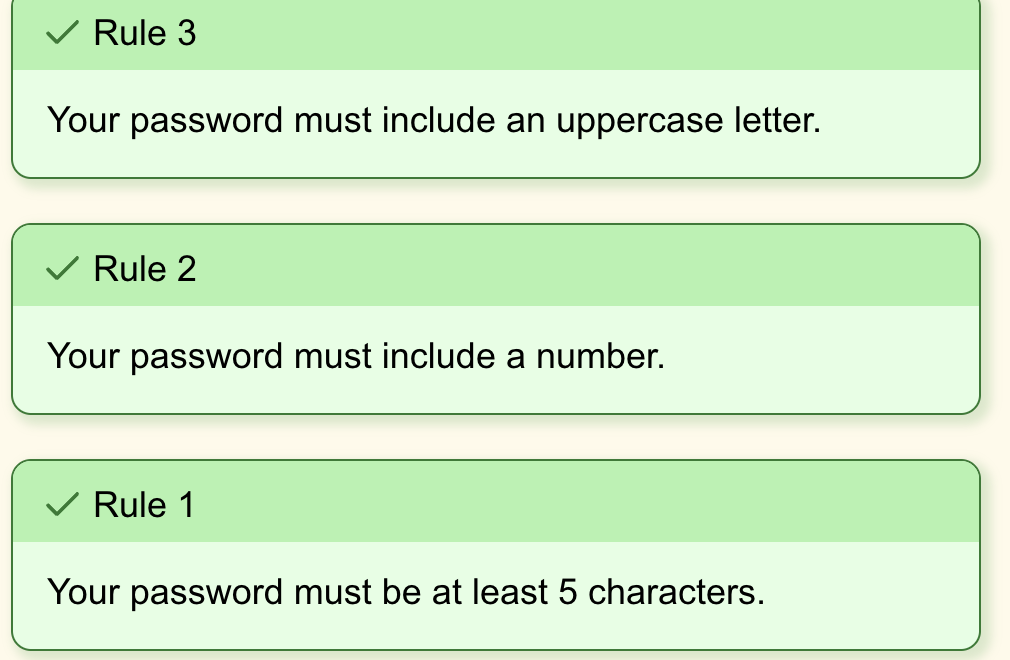 Rule 3
Your password must include an uppercase letter.
Rule 2
Your password must include a number.
Rule 1
Your password must be at least 5 characters.